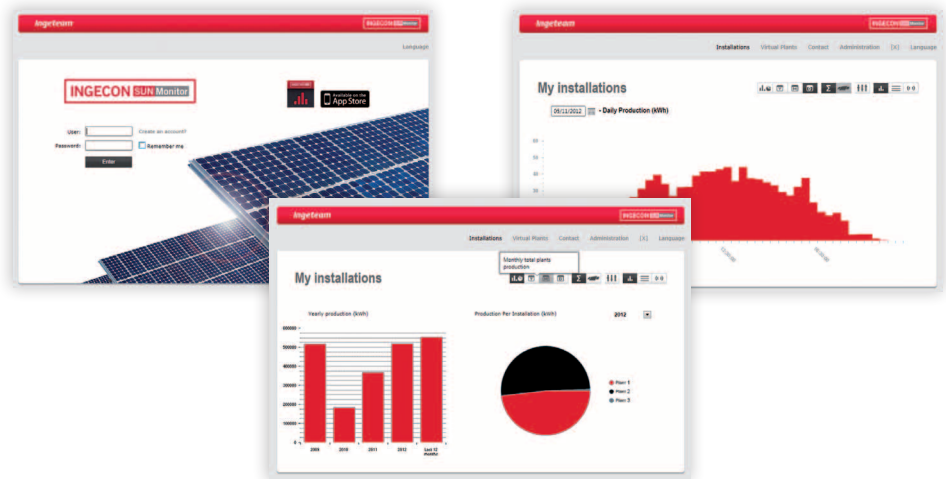 Ingeteam
INGECON SUN Monitor
Language
INGECON SUN Monitor
Available on the
App Store
User:
Create an account?
Password:
Remember me
Enter
Ingeteam
INGECON SUN Monitor
Installations Virtual Plants Contact Administration [X] Language
My installations
- Daily Production (kWh)
Ingeteam
INGECON SUN Monitor
Installations Virtual Plants Contact Administration [X] Language
Monthly total plants
production
My installations
Yearly production (kWh)
600000
500000
400000
300000
200000
100000
0
2009 2010 2011 2012 Last 12
months
Production Per Installation (kWh)
2012
Plant 1
Plant 2
Plant 3